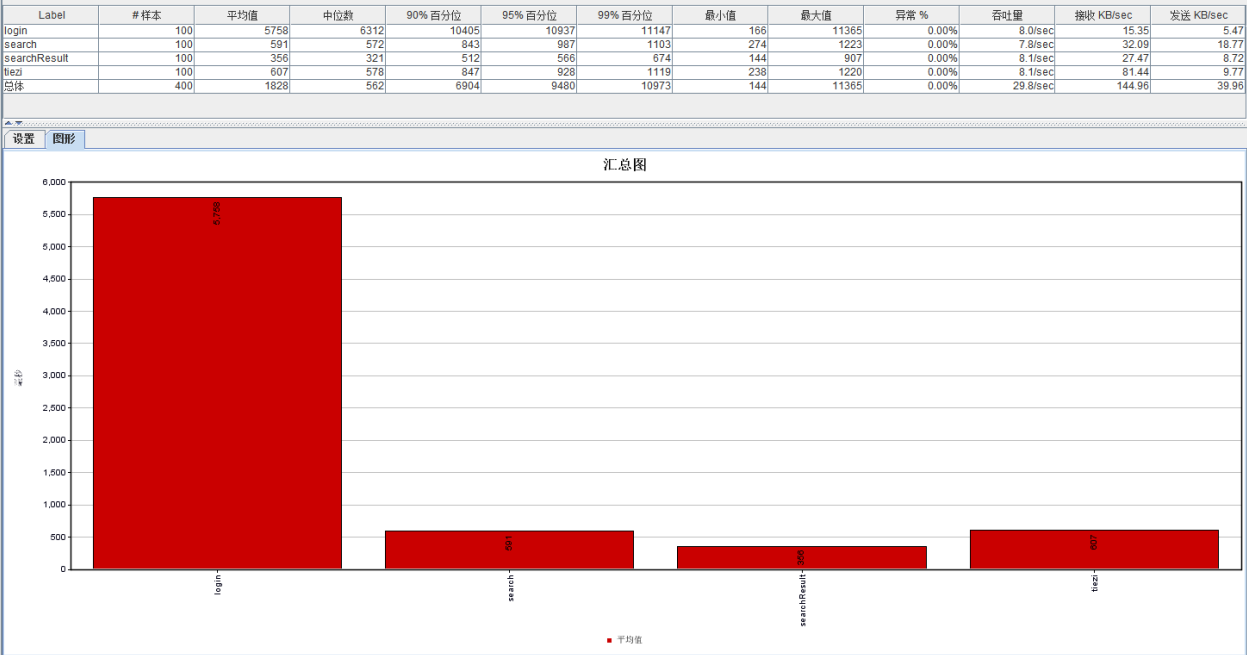 Label # 样本 平均值 中位数 90% 百分位 95% 百分位 99% 百分位 最小值 最大值 异常 % 吞吐量 接收 KB/sec 发送 KB/sec
login 100 5758 6312 10405 10937 11147 166 11365 0.00% 8.0/sec 15.35 5.47
search 100 591 572 843 987 1103 274 1223 0.00% 7.8/sec 32.09 18.77
searchResult 100 356 321 512 566 674 144 907 0.00% 8.1/sec 27.47 8.72
tiezi 100 607 578 847 928 1119 238 1220 0.00% 8.1/sec 81.44 9.77
总体 400 1828 562 6904 9480 10973 144 11365 0.00% 29.8/sec 144.96 39.96
设置 图形
汇总图
6,000
5,500
5,000
4,500
4,000
3,500
3,000
2,500
2,000
1,500
1,000
500
0
毫秒
5,758
591
356
607
login
search
searchResult
tiezi
平均值